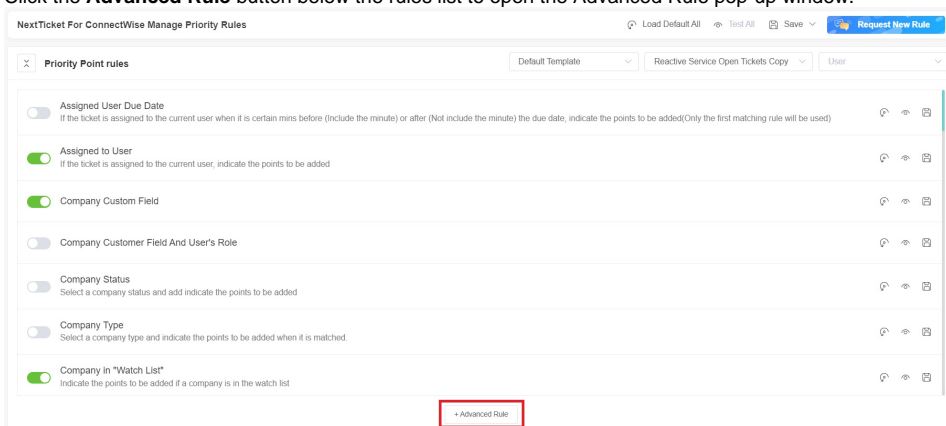 Click the Advanced Rule button below the rules list to open the Advanced Rule pop-up window.
NextTicket For ConnectWise Manage Priority Rules
Load Default All Test All Save Request New Rule
Priority Point rules Default Template Reactive Service Open Tickets Copy User
Assigned User Due Date
If the ticket is assigned to the current user when it is certain mins before (Include the minute) or after (Not include the minute) the due date, indicate the points to be added(Only the first matching rule will be used)
Assigned to User
If the ticket is assigned to the current user, indicate the points to be added
Company Custom Field
Company Customer Field And User's Role
Company Status
Select a company status and add indicate the points to be added
Company Type
Select a company type and indicate the points to be added when it is matched.
Company in "Watch List"
Indicate the points to be added if a company is in the watch list
+ Advanced Rule